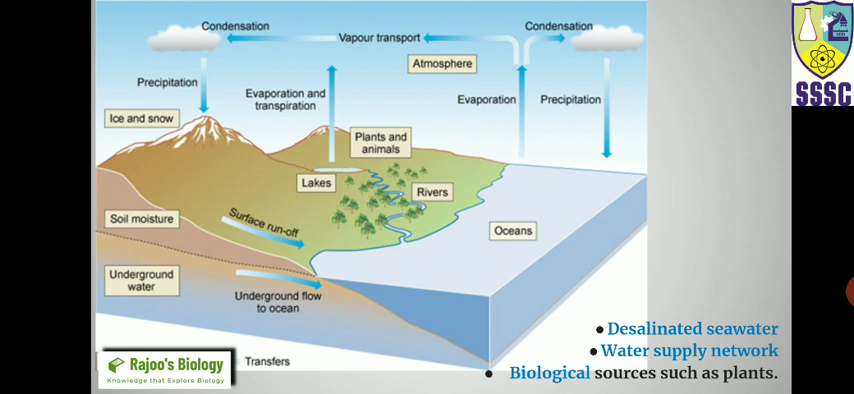 Condensation
Vapour transport
Condensation
Atmosphere
Precipitation
Evaporation and
transpiration
Evaporation
Precipitation
Ice and snow
Plants and
animals
Lakes
Rivers
Soil moisture
Surface run-off
Oceans
Underground
water
Underground flow
to ocean
Transfers
SSSC
• Desalinated seawater
• Water supply network
• Biological sources such as plants.
Rajoo's Biology
Knowledge that Explore Biology